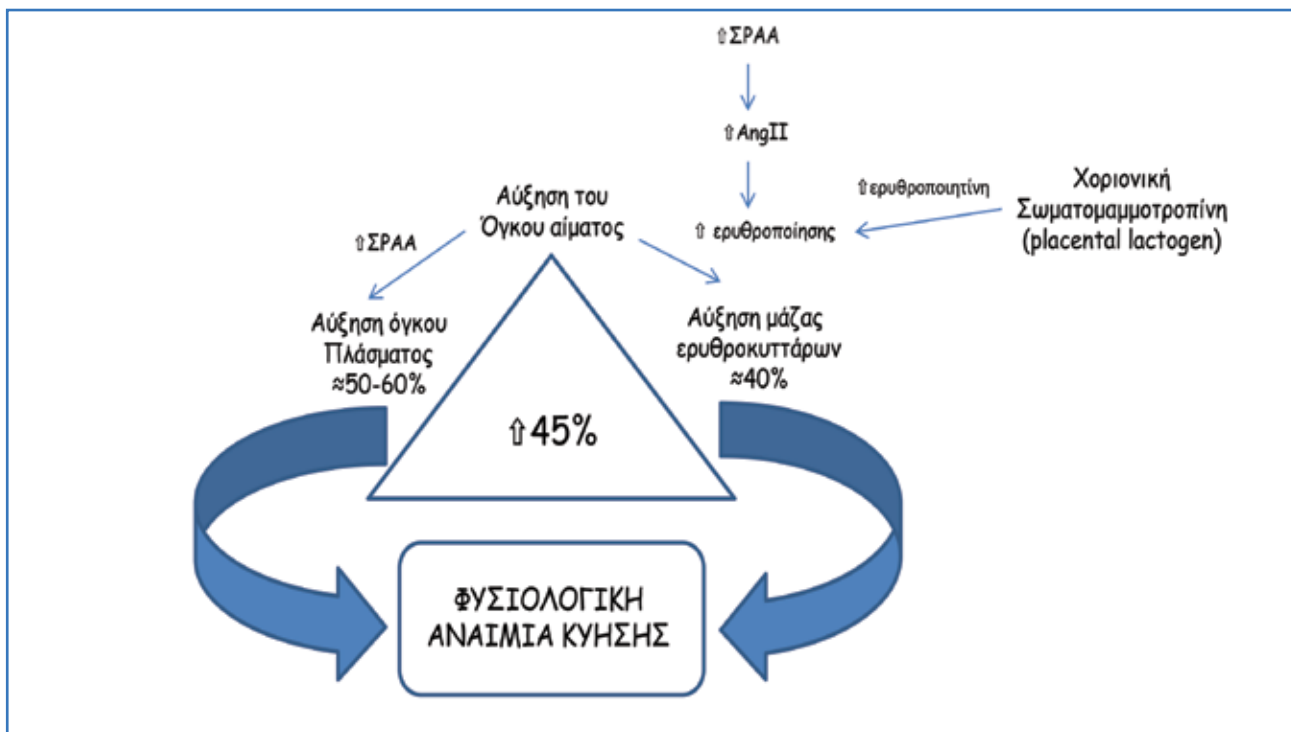 ⇧ΣΡΑΑ
⇧AngII
⇧ερυθροποιητίνη
Χοριονική
Σωματομαμμοτροπίνη
(placental lactogen)
⇧ ερυθροποίησης
Αύξηση του
Όγκου αίματος
⇧ΣΡΑΑ
Αύξηση όγκου
Πλάσματος
≈50-60%
Αύξηση μάζας
ερυθροκυττάρων
≈40%
⇧45%
ΦΥΣΙΟΛΟΓΙΚΗ
ΑΝΑΙΜΙΑ ΚΥΗΣΗΣ